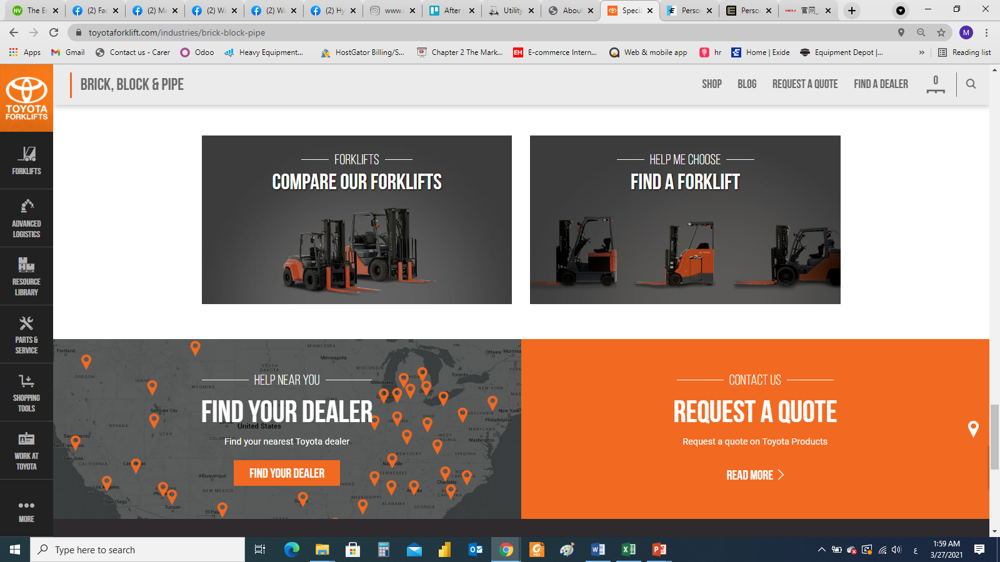 The Er
(2) Fac
(2) Me
(2) Wa
(2) Wa
(2) Hy
www.i
After
Utility
About
Specia
Perso
Perso
官网_
toyotaforklift.com/industries/brick-block-pipe
M
Apps
Gmail
Contact us - Carer
Odoo
Heavy Equipment...
HostGator Billing/S...
Chapter 2 The Mark...
E-commerce Intern...
Web & mobile app
hr
Home | Exide
Equipment Depot |...
»
Reading list
TOYOTA
FORKLIFTS
BRICK, BLOCK & PIPE
SHOP
BLOG
REQUEST A QUOTE
FIND A DEALER
0
FORKLIFTS
ADVANCED
LOGISTICS
RESOURCE
LIBRARY
PARTS &
SERVICE
SHOPPING
TOOLS
WORK AT
TOYOTA
MORE
FORKLIFTS
COMPARE OUR FORKLIFTS
HELP ME CHOOSE
FIND A FORKLIFT
HELP NEAR YOU
FIND YOUR DEALER
United States
Find your nearest Toyota dealer
FIND YOUR DEALER
Portland
OREGON
IDAHO
WYOMING
SOUTH
DAKOTA
MINNESOTA
Minneapolis
WISCONSIN
Milwaukee
Toronto
Ottawa
Montreal
NEW YORK
New York
Philadelphia
MARYLAND
Washington
WEST
VIRGINIA
VIRGINIA
OHIO
KENTUCKY
Nashville
TENNESSEE
Charlotte
MISSISSIPPI
ALABAMA
GEORGIA
Salt Lake City
NEVADA
UTAH
Sacramento
San Francisco
San Jose
CALIFORNIA
Las Vegas
Los Angeles
San Diego
Tucson
Albuquerque
NEW MEXICO
El Paso
CONTACT US
REQUEST A QUOTE
Request a quote on Toyota Products
READ MORE
Type here to search
ع
1:59 AM
3/27/2021